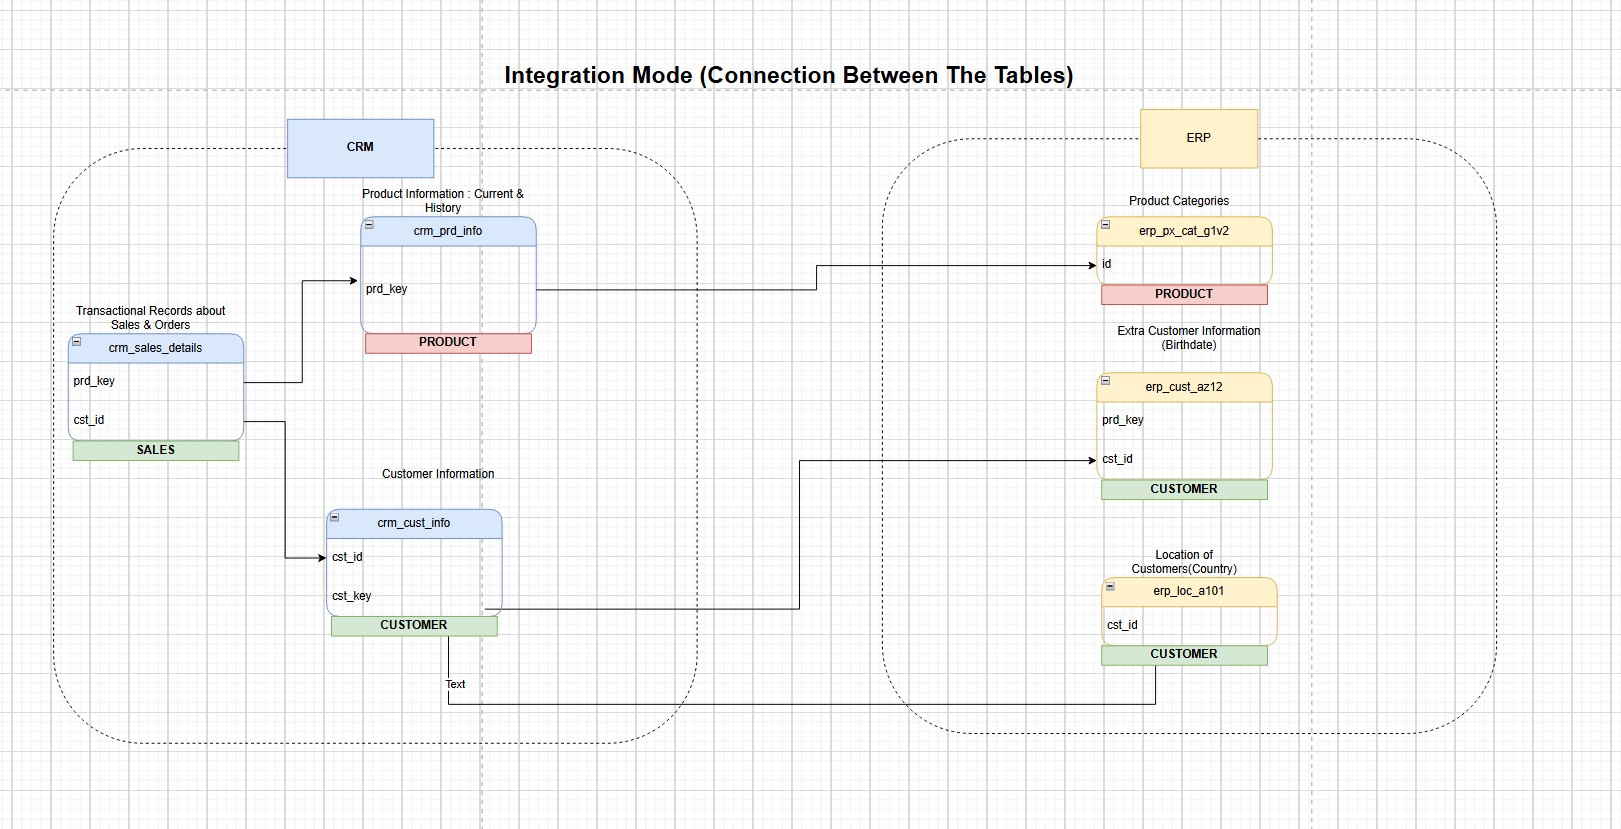 Integration Mode (Connection Between The Tables)
CRM
Product Information : Current &
History
crm_prd_info
prd_key
PRODUCT
Transactional Records about
Sales & Orders
crm_sales_details
prd_key
cst_id
SALES
Customer Information
crm_cust_info
cst_id
cst_key
CUSTOMER
Text
ERP
Product Categories
erp_px_cat_g1v2
id
PRODUCT
Extra Customer Information
(Birthdate)
erp_cust_az12
prd_key
cst_id
CUSTOMER
Location of
Customers(Country)
erp_loc_a101
cst_id
CUSTOMER